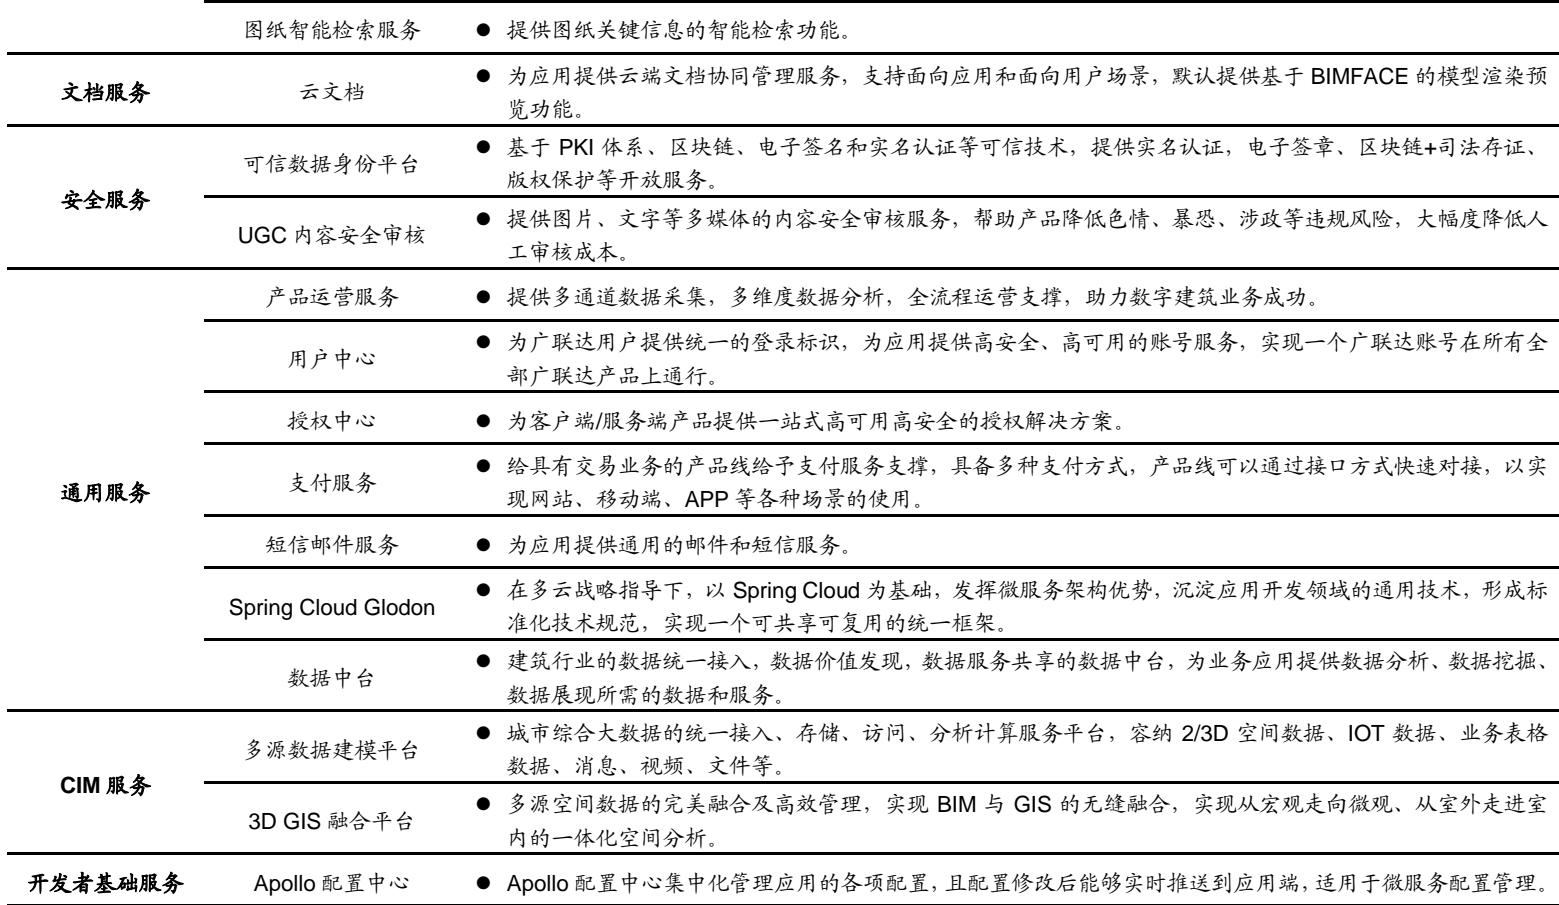 图纸智能检索服务 ● 提供图纸关键信息的智能检索功能。
文档服务 云文档 ● 为应用提供云端文档协同管理服务，支持面向应用和面向用户场景，默认提供基于 BIMFACE 的模型渲染预
览功能。
安全服务
可信数据身份平台 ● 基于 PKI 体系、区块链、电子签名和实名认证等可信技术，提供实名认证，电子签章、区块链+司法存证、
版权保护等开放服务。
UGC 内容安全审核 ● 提供图片、文字等多媒体的内容安全审核服务，帮助产品降低色情、暴恐、涉政等违规风险，大幅度降低人
工审核成本。
通用服务
产品运营服务 ● 提供多通道数据采集，多维度数据分析，全流程运营支撑，助力数字建筑业务成功。
用户中心 ● 为广联达用户提供统一的登录标识，为应用提供高安全、高可用的账号服务，实现一个广联达账号在所有全
部广联达产品上通行。
授权中心 ● 为客户端/服务端产品提供一站式高可用高安全的授权解决方案。
支付服务 ● 给具有交易业务的产品线给予支付服务支撑，具备多种支付方式，产品线可以通过接口方式快速对接，以实
现网站、移动端、APP 等各种场景的使用。
短信邮件服务 ● 为应用提供通用的邮件和短信服务。
Spring Cloud Glodon ● 在多云战略指导下，以 Spring Cloud 为基础，发挥微服务架构优势，沉淀应用开发领域的通用技术，形成标
准化技术规范，实现一个可共享可复用的统一框架。
数据中台 ● 建筑行业的数据统一接入，数据价值发现，数据服务共享的数据中台，为业务应用提供数据分析、数据挖掘、
数据展现所需的数据和服务。
CIM 服务
多源数据建模平台 ● 城市综合大数据的统一接入、存储、访问、分析计算服务平台，容纳 2/3D 空间数据、IOT 数据、业务表格
数据、消息、视频、文件等。
3D GIS 融合平台 ● 多源空间数据的完美融合及高效管理，实现 BIM 与 GIS 的无缝融合，实现从宏观走向微观、从室外走进室
内的一体化空间分析。
开发者基础服务 Apollo 配置中心 ● Apollo 配置中心集中化管理应用的各项配置，且配置修改后能够实时推送到应用端，适用于微服务配置管理。